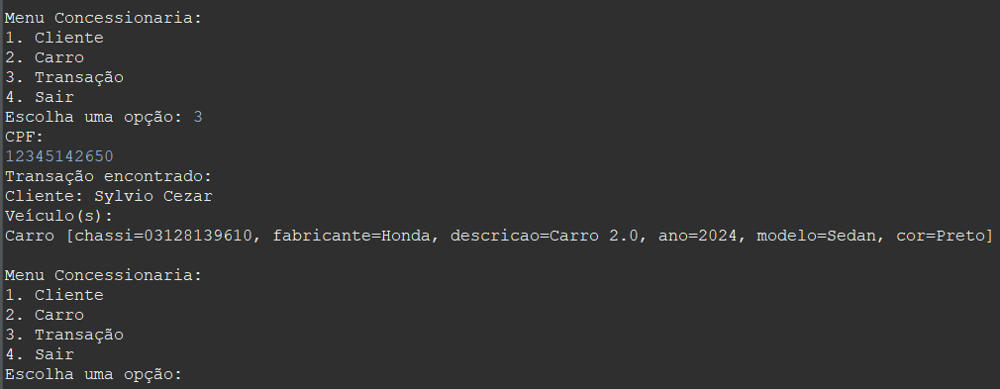 Menu Concessionaria:
1. Cliente
2. Carro
3. Transação
4. Sair
Escolha uma opção: 3
CPF:
12345142650
Transação encontrado:
Cliente: Sylvio Cezar
Veículo(s):
Carro [chassi=03128139610, fabricante=Honda, descricao=Carro 2.0, ano=2024, modelo=Sedan, cor=Preto]
Menu Concessionaria:
1. Cliente
2. Carro
3. Transação
4. Sair
Escolha uma opção: